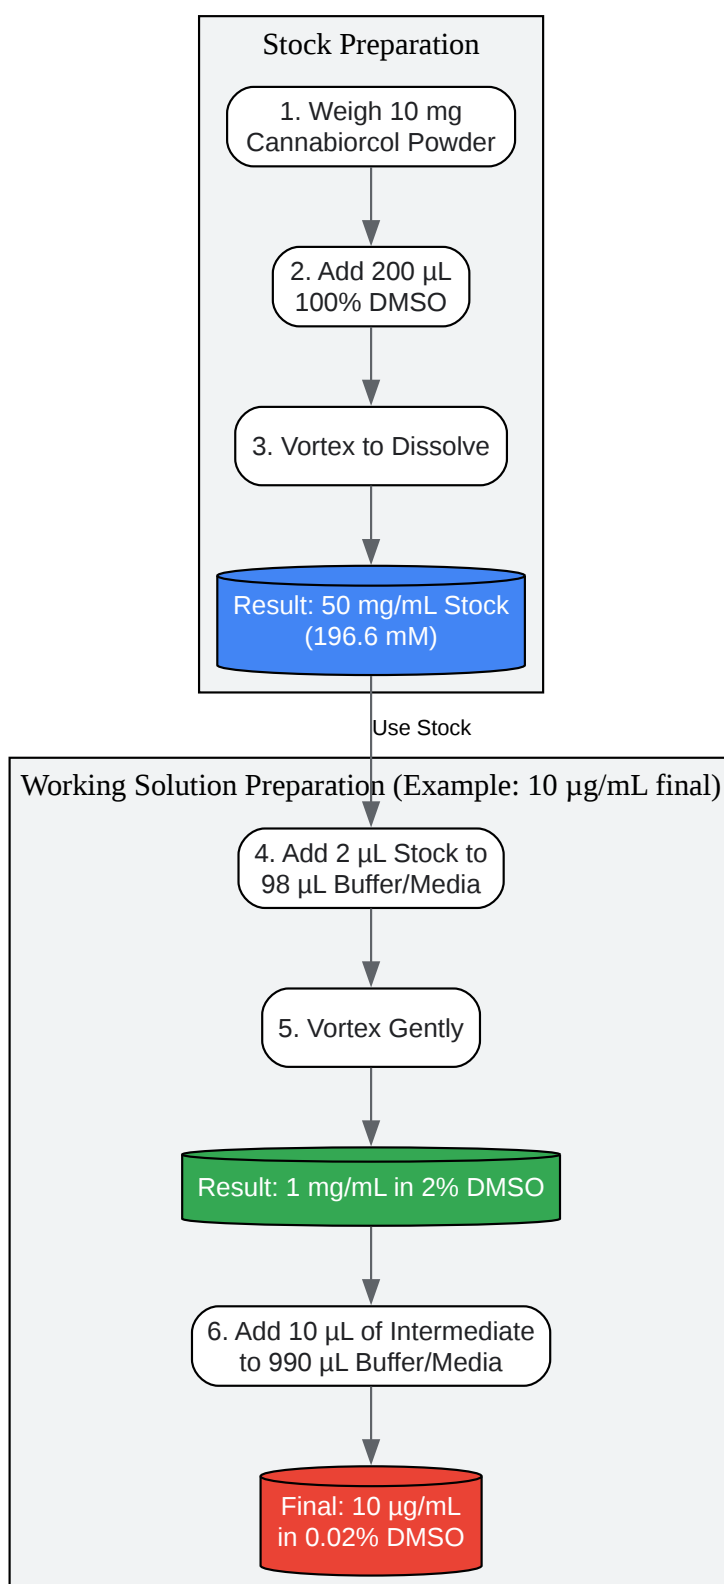 Stock Preparation
1. Weigh 10 mg
Cannabiorcol Powder
2. Add 200 µL
100% DMSO
3. Vortex to Dissolve
Result: 50 mg/mL Stock
(196.6 mM)
Use Stock
Working Solution Preparation (Example: 10 µg/mL final)
4. Add 2 µL Stock to
98 µL Buffer/Media
5. Vortex Gently
Result: 1 mg/mL in 2% DMSO
6. Add 10 µL of Intermediate
to 990 µL Buffer/Media
Final: 10 µg/mL
in 0.02% DMSO